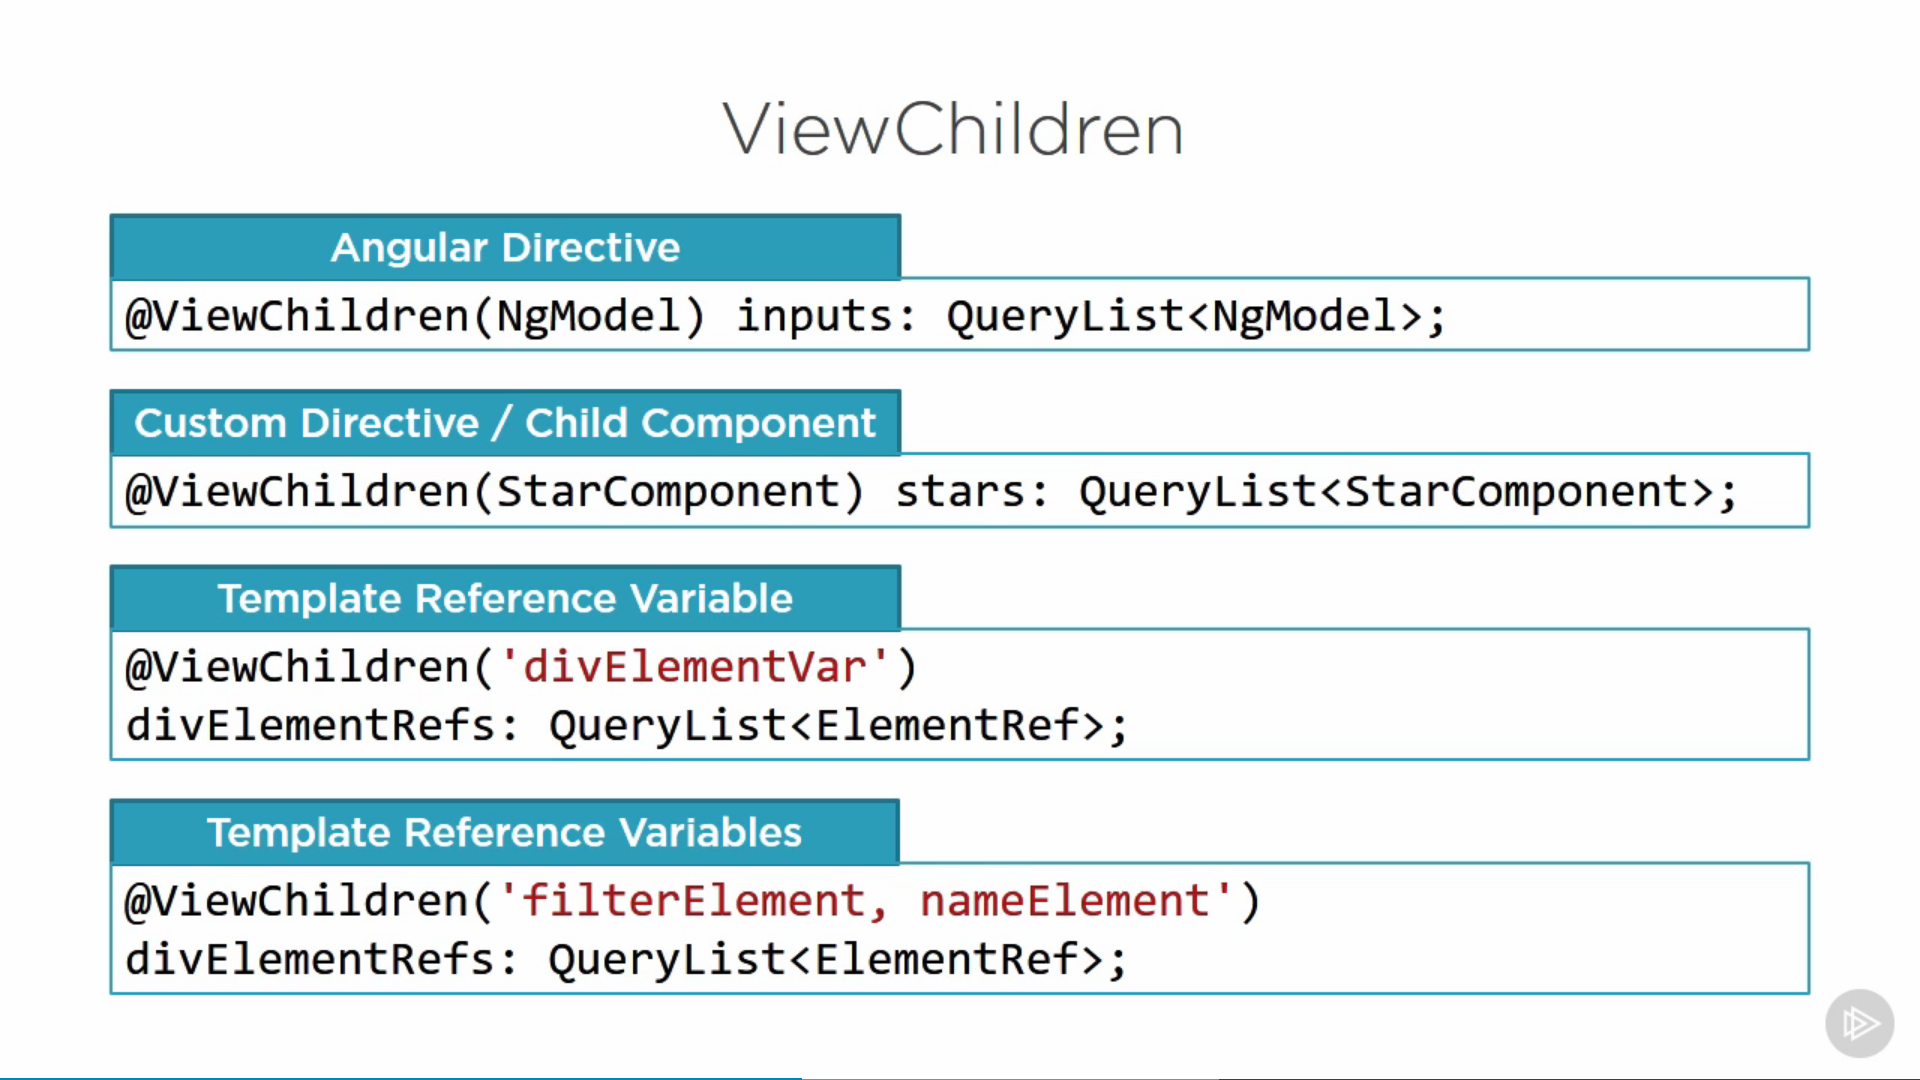 ViewChildren
Angular Directive
@ViewChildren(NgModel) inputs: QueryList<NgModel>;
Custom Directive / Child Component
@ViewChildren(StarComponent) stars: QueryList<StarComponent>;
Template Reference Variable
@ViewChildren('divElementVar')
divElementRefs: QueryList<ElementRef>;
Template Reference Variables
@ViewChildren('filterElement, nameElement')
divElementRefs: QueryList<ElementRef>;